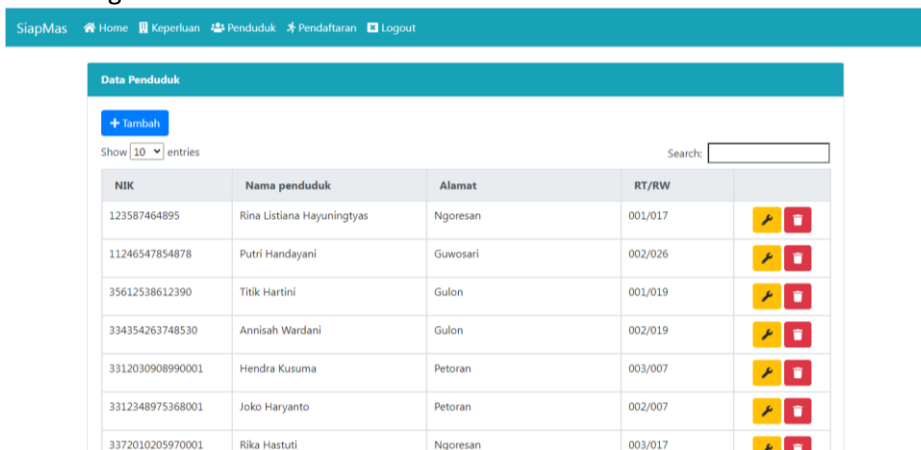 SiapMas Home Keperluan Penduduk Pendaftaran Logout
Data Penduduk
+ Tambah
Show 10 entries Search:
NIK Nama penduduk Alamat RT/RW
123587464895 Rina Listiana Hayuningtyas Ngoresan 001/017
11246547854878 Putri Handayani Guwosari 002/026
35612538612390 Titik Hartini Gulon 001/019
334354263748530 Annisah Wardani Gulon 002/019
3312030908990001 Hendra Kusuma Petoran 003/007
3312348975368001 Joko Haryanto Petoran 002/007
3372010205970001 Rika Hastuti Ngoresan 003/017